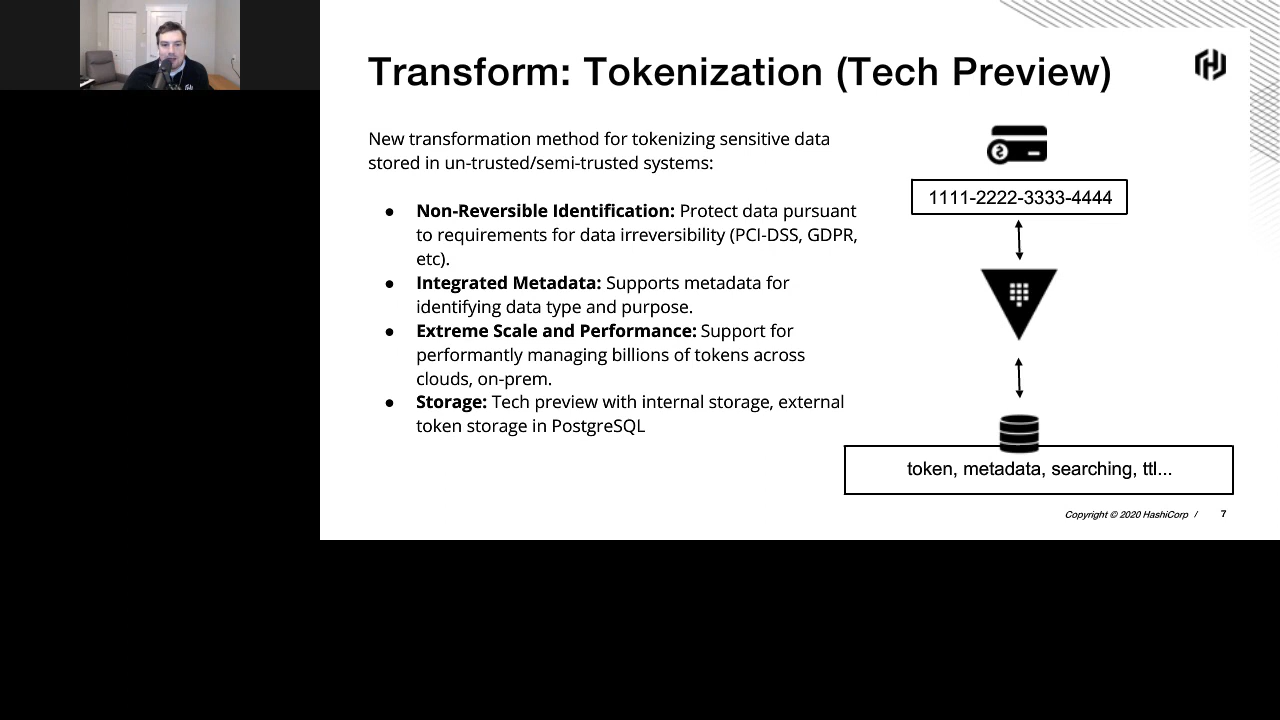 Transform: Tokenization (Tech Preview)
New transformation method for tokenizing sensitive data
stored in un-trusted/semi-trusted systems:
● Non-Reversible Identification: Protect data pursuant
to requirements for data irreversibility (PCI-DSS, GDPR,
etc).
● Integrated Metadata: Supports metadata for
identifying data type and purpose.
● Extreme Scale and Performance: Support for
performantly managing billions of tokens across
clouds, on-prem.
● Storage: Tech preview with internal storage, external
token storage in PostgreSQL
1111-2222-3333-4444
token, metadata, searching, ttl...
Copyright © 2020 HashiCorp / 7